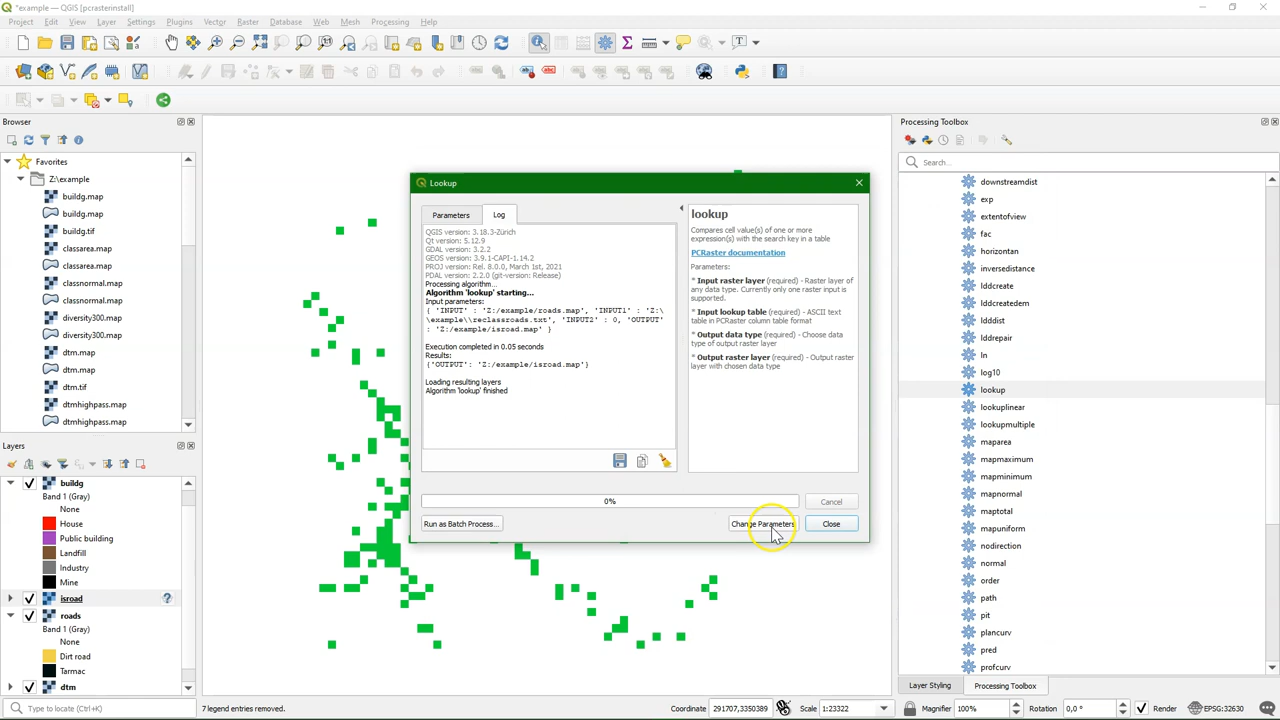 *example — QGIS [pcrasterinstall]
Project Edit View Layer Settings Plugins Vector Raster Database Web Mesh Processing Help
Browser
Favorites
Z:\example
buildg.map
buildg.map
buildg.tif
classarea.map
classarea.map
classnormal.map
classnormal.map
diversity300.map
diversity300.map
dtm.map
dtm.map
dtm.tif
dtmhighpass.map
dtmhighpass.map
Layers
buildg
Band 1 (Gray)
None
House
Public building
Landfill
Industry
Mine
isroad
roads
Band 1 (Gray)
None
Dirt road
Tarmac
dtm
Lookup
Parameters Log
QGIS version: 3.18.3-Zürich
Qt version: 5.12.9
GDAL version: 3.2.2
GEOS version: 3.9.1-CAPI-1.14.2
PROJ version: Rel. 8.0.0, March 1st, 2021
PDAL version: 2.2.0 (git-version: Release)
Processing algorithm…
Algorithm 'lookup' starting…
Input parameters:
{ 'INPUT' : 'Z:/example/roads.map', 'INPUT1' : 'Z:\
\example\\reclassroads.txt', 'INPUT2' : 0, 'OUTPUT'
: 'Z:/example/isroad.map' }
Execution completed in 0.05 seconds
Results:
{'OUTPUT': 'Z:/example/isroad.map'}
Loading resulting layers
Algorithm 'lookup' finished
lookup
Compares cell value(s) of one or more
expression(s) with the search key in a table
PCRaster documentation
Parameters:
* Input raster layer (required) - Raster layer of
any data type. Currently only one raster input is
supported.
* Input lookup table (required) - ASCII text
table in PCRaster column table format
* Output data type (required) - Choose data
type of output raster layer
* Output raster layer (required) - Output raster
layer with chosen data type
0%
Cancel
Run as Batch Process…
Change Parameters
Close
Processing Toolbox
Search…
downstreamdist
exp
extentofview
fac
horizontan
inversedistance
lddcreate
lddcreatedem
ldddist
lddrepair
ln
log10
lookup
lookuplinear
lookupmultiple
maparea
mapmaximum
mapminimum
mapnormal
maptotal
mapuniform
nodirection
normal
order
path
pit
plancurv
pred
profcurv
Layer Styling Processing Toolbox
Type to locate (Ctrl+K)
7 legend entries removed.
Coordinate 291707,3350389
Scale 1:23322
Magnifier 100%
Rotation 0,0 °
Render
EPSG:32630